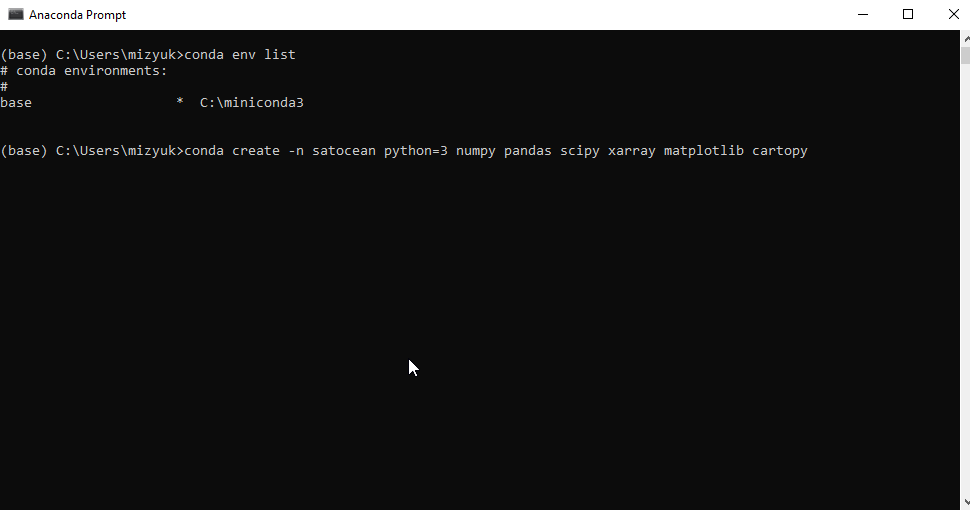 Anaconda Prompt
(base) C:\Users\mizyuk>conda env list
# conda environments:
#
base                  *  C:\miniconda3
(base) C:\Users\mizyuk>conda create -n satocean python=3 numpy pandas scipy xarray matplotlib cartopy